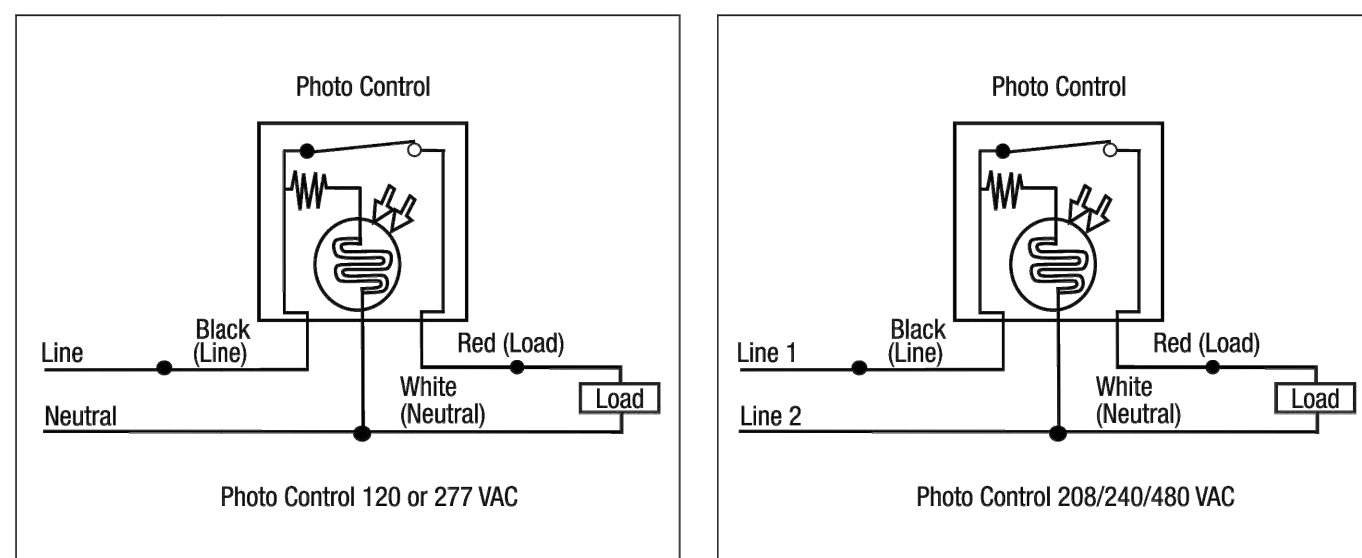 Photo Control
Black
(Line)
Line
Red (Load)
White
(Neutral)
Load
Neutral
Photo Control 120 or 277 VAC
Photo Control
Black
(Line)
Line 1
Red (Load)
White
(Neutral)
Load
Line 2
Photo Control 208/240/480 VAC